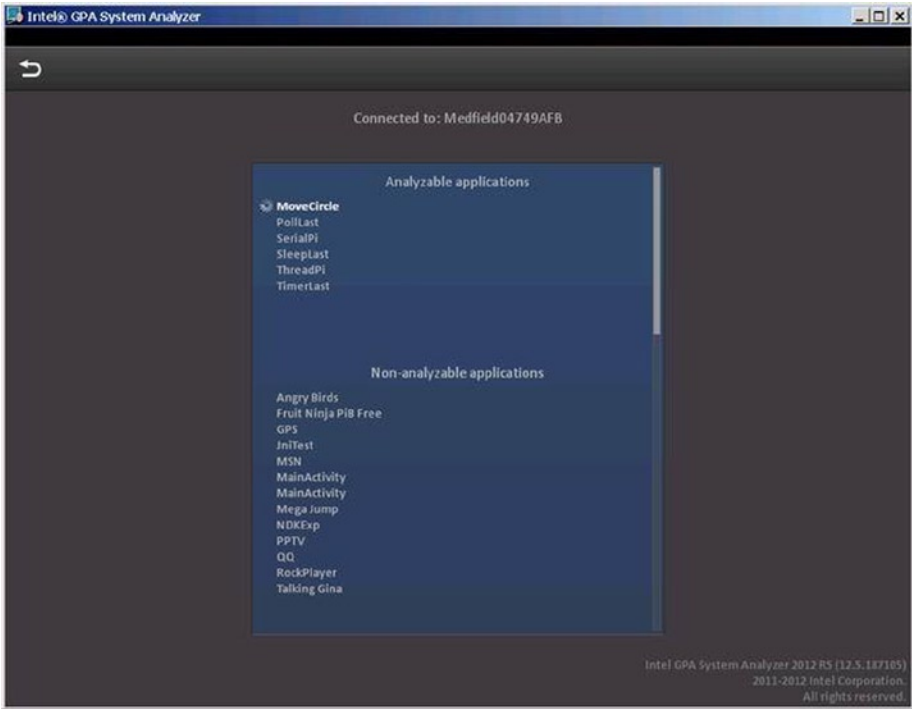 Intel® GPA System Analyzer
Connected to: Medfield04749AFB
Analyzable applications
MoveCircle
PollLast
SerialPi
SleepLast
ThreadPi
TimerLast
Non-analyzable applications
Angry Birds
Fruit Ninja PiB Free
GPS
JniTest
MSN
MainActivity
MainActivity
Mega Jump
NDKExp
PPTV
QQ
RockPlayer
Talking Gina
Intel GPA System Analyzer 2012 R5 (12.5.187105)
2011-2012 Intel Corporation.
All rights reserved.